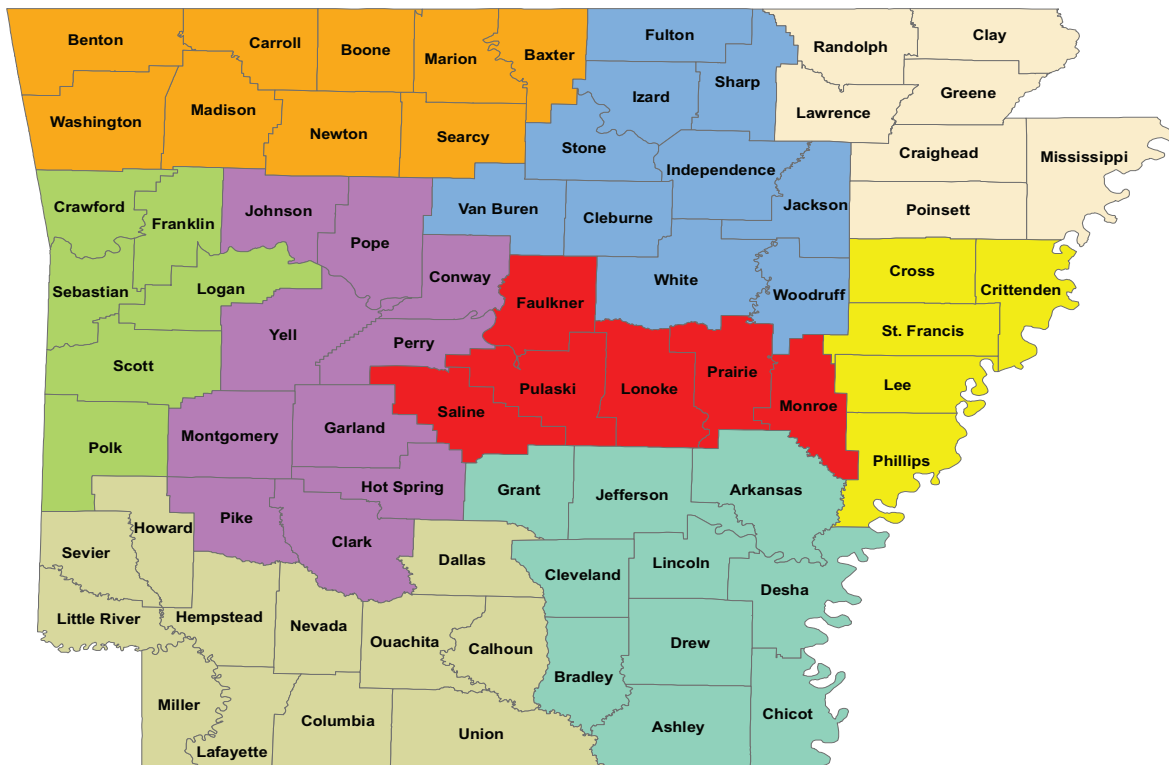 Benton
Carroll
Boone
Marion
Baxter
Fulton
Sharp
Randolph
Clay
Washington
Madison
Newton
Searcy
Izard
Stone
Lawrence
Greene
Independence
Craighead
Mississippi
Crawford
Franklin
Johnson
Pope
Van Buren
Cleburne
Jackson
Poinsett
Sebastian
Logan
Conway
White
Woodruff
Cross
Crittenden
Faulkner
Yell
Perry
St. Francis
Scott
Saline
Pulaski
Lonoke
Prairie
Monroe
Lee
Polk
Montgomery
Garland
Phillips
Hot Spring
Grant
Jefferson
Arkansas
Howard
Pike
Clark
Sevier
Dallas
Cleveland
Lincoln
Desha
Little River
Hempstead
Nevada
Ouachita
Calhoun
Drew
Bradley
Miller
Lafayette
Columbia
Union
Ashley
Chicot